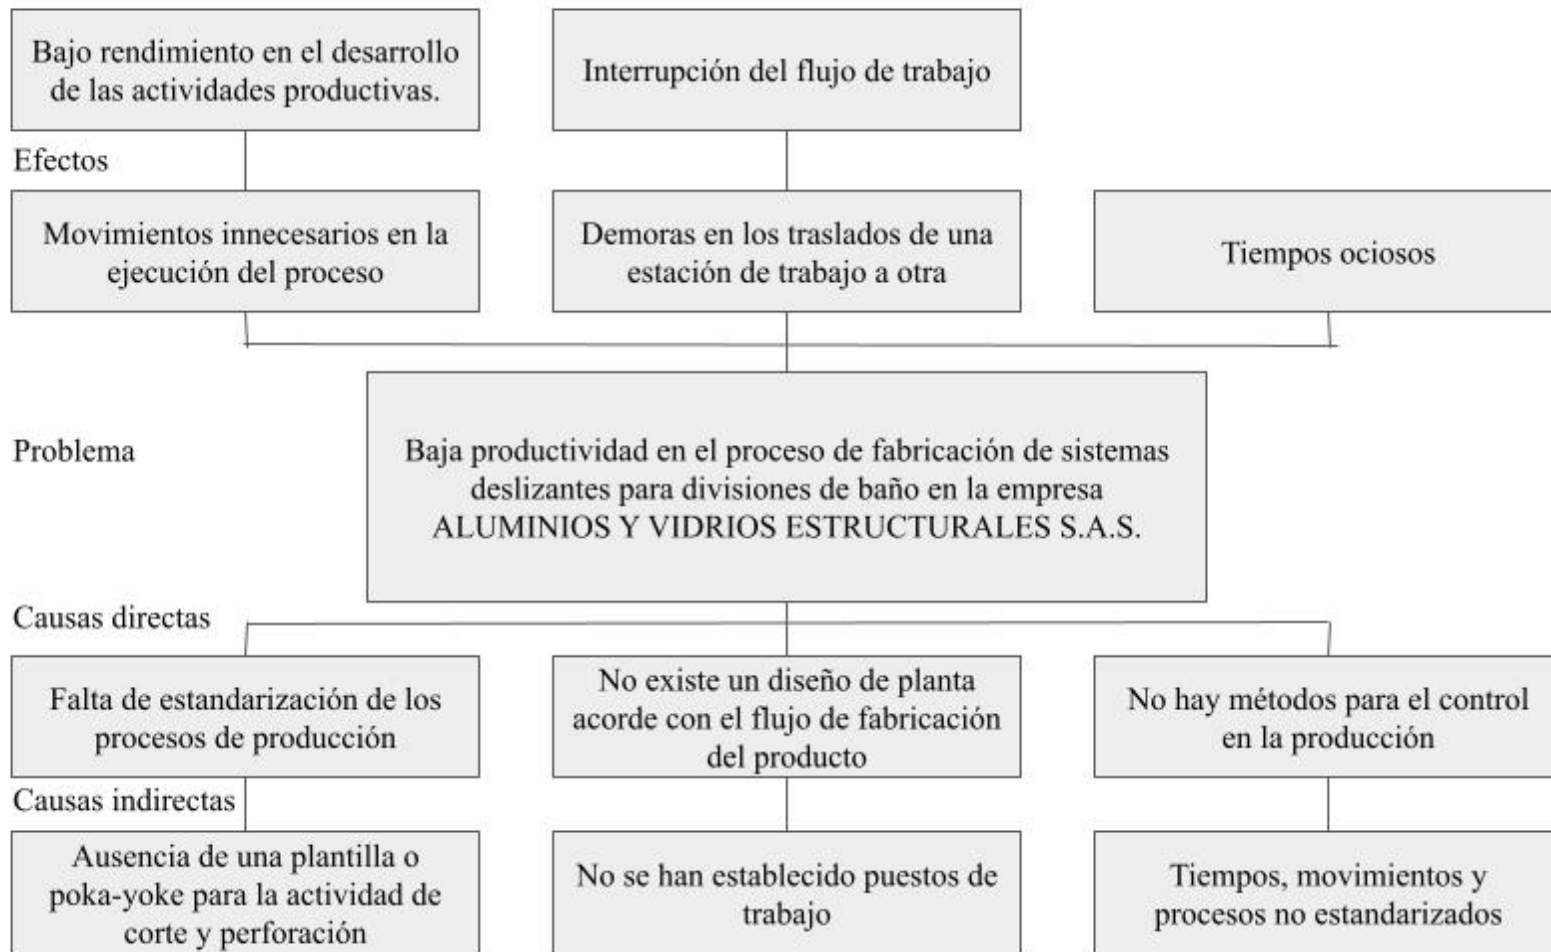 Bajo rendimiento en el desarrollo
de las actividades productivas.
Interrupción del flujo de trabajo
Efectos
Movimientos innecesarios en la
ejecución del proceso
Demoras en los traslados de una
estación de trabajo a otra
Tiempos ociosos
Problema
Baja productividad en el proceso de fabricación de sistemas
deslizantes para divisiones de baño en la empresa
ALUMINIOS Y VIDRIOS ESTRUCTURALES S.A.S.
Causas directas
Falta de estandarización de los
procesos de producción
No existe un diseño de planta
acorde con el flujo de fabricación
del producto
No hay métodos para el control
en la producción
Causas indirectas
Ausencia de una plantilla o
poka-yoke para la actividad de
corte y perforación
No se han establecido puestos de
trabajo
Tiempos, movimientos y
procesos no estandarizados